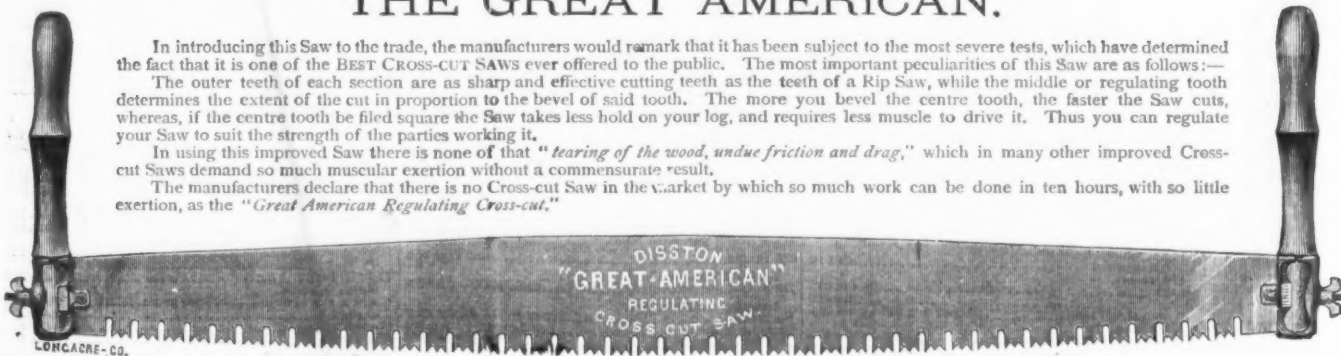 THE GREAT AMERICAN.
In introducing this Saw to the trade, the manufacturers would remark that it has been subject to the most severe tests, which have determined
the fact that it is one of the BEST CROSS-CUT SAWS ever offered to the public. The most important peculiarities of this Saw are as follows:—
The outer teeth of each section are as sharp and effective cutting teeth as the teeth of a Rip Saw, while the middle or regulating tooth
determines the extent of the cut in proportion to the bevel of said tooth. The more you bevel the centre tooth, the faster the Saw cuts,
whereas, if the centre tooth be filed square the Saw takes less hold on your log, and requires less muscle to drive it. Thus you can regulate
your Saw to suit the strength of the parties working it.
In using this improved Saw there is none of that "tearing of the wood, undue friction and drag," which in many other improved Cross-
cut Saws demand so much muscular exertion without a commensurate result.
The manufacturers declare that there is no Cross-cut Saw in the market by which so much work can be done in ten hours, with so little
exertion, as the "Great American Regulating Cross-cut."
DISSTON
"GREAT-AMERICAN"
REGULATING
CROSS CUT SAW.
LONGACRE-CO.